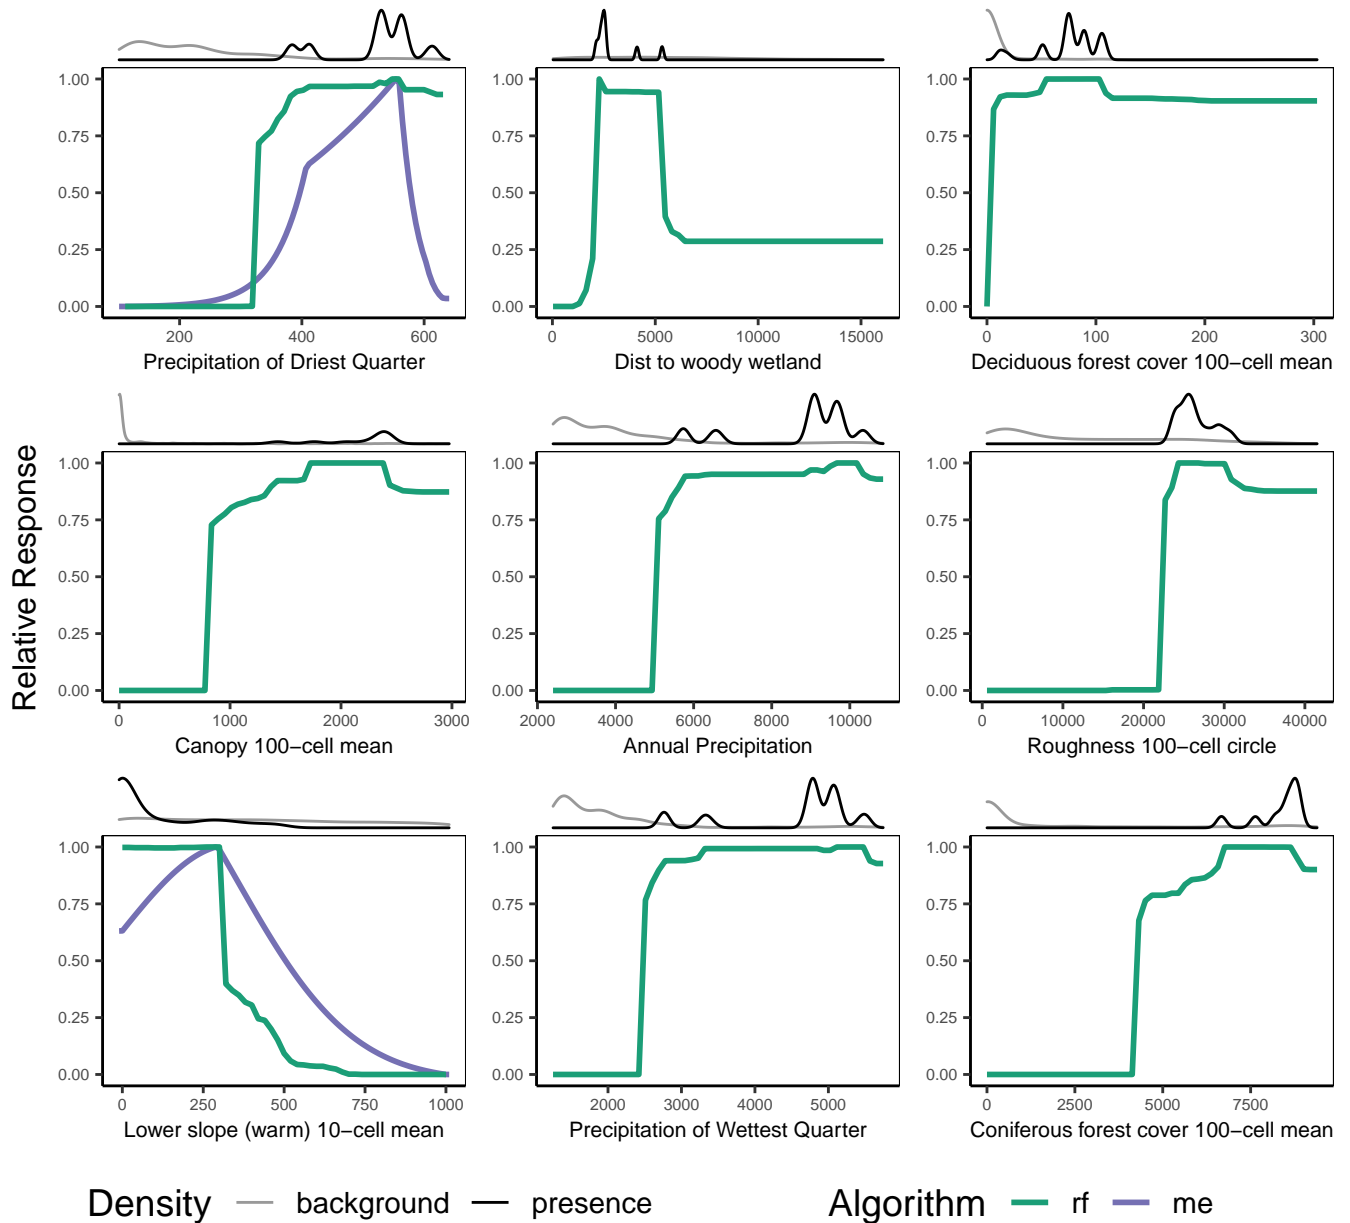 1.00
0.75
0.50
0.25
0.00
200 400 600
Precipitation of Driest Quarter
1.00
0.75
0.50
0.25
0.00
0 5000 10000 15000
Dist to woody wetland
1.00
0.75
0.50
0.25
0.00
0 100 200 300
Deciduous forest cover 100−cell mean
Relative Response
1.00
0.75
0.50
0.25
0.00
0 1000 2000 3000
Canopy 100−cell mean
1.00
0.75
0.50
0.25
0.00
2000 4000 6000 8000 10000
Annual Precipitation
1.00
0.75
0.50
0.25
0.00
0 10000 20000 30000 40000
Roughness 100−cell circle
1.00
0.75
0.50
0.25
0.00
0 250 500 750 1000
Lower slope (warm) 10−cell mean
1.00
0.75
0.50
0.25
0.00
2000 3000 4000 5000
Precipitation of Wettest Quarter
1.00
0.75
0.50
0.25
0.00
0 2500 5000 7500
Coniferous forest cover 100−cell mean
Density background presence Algorithm rf me